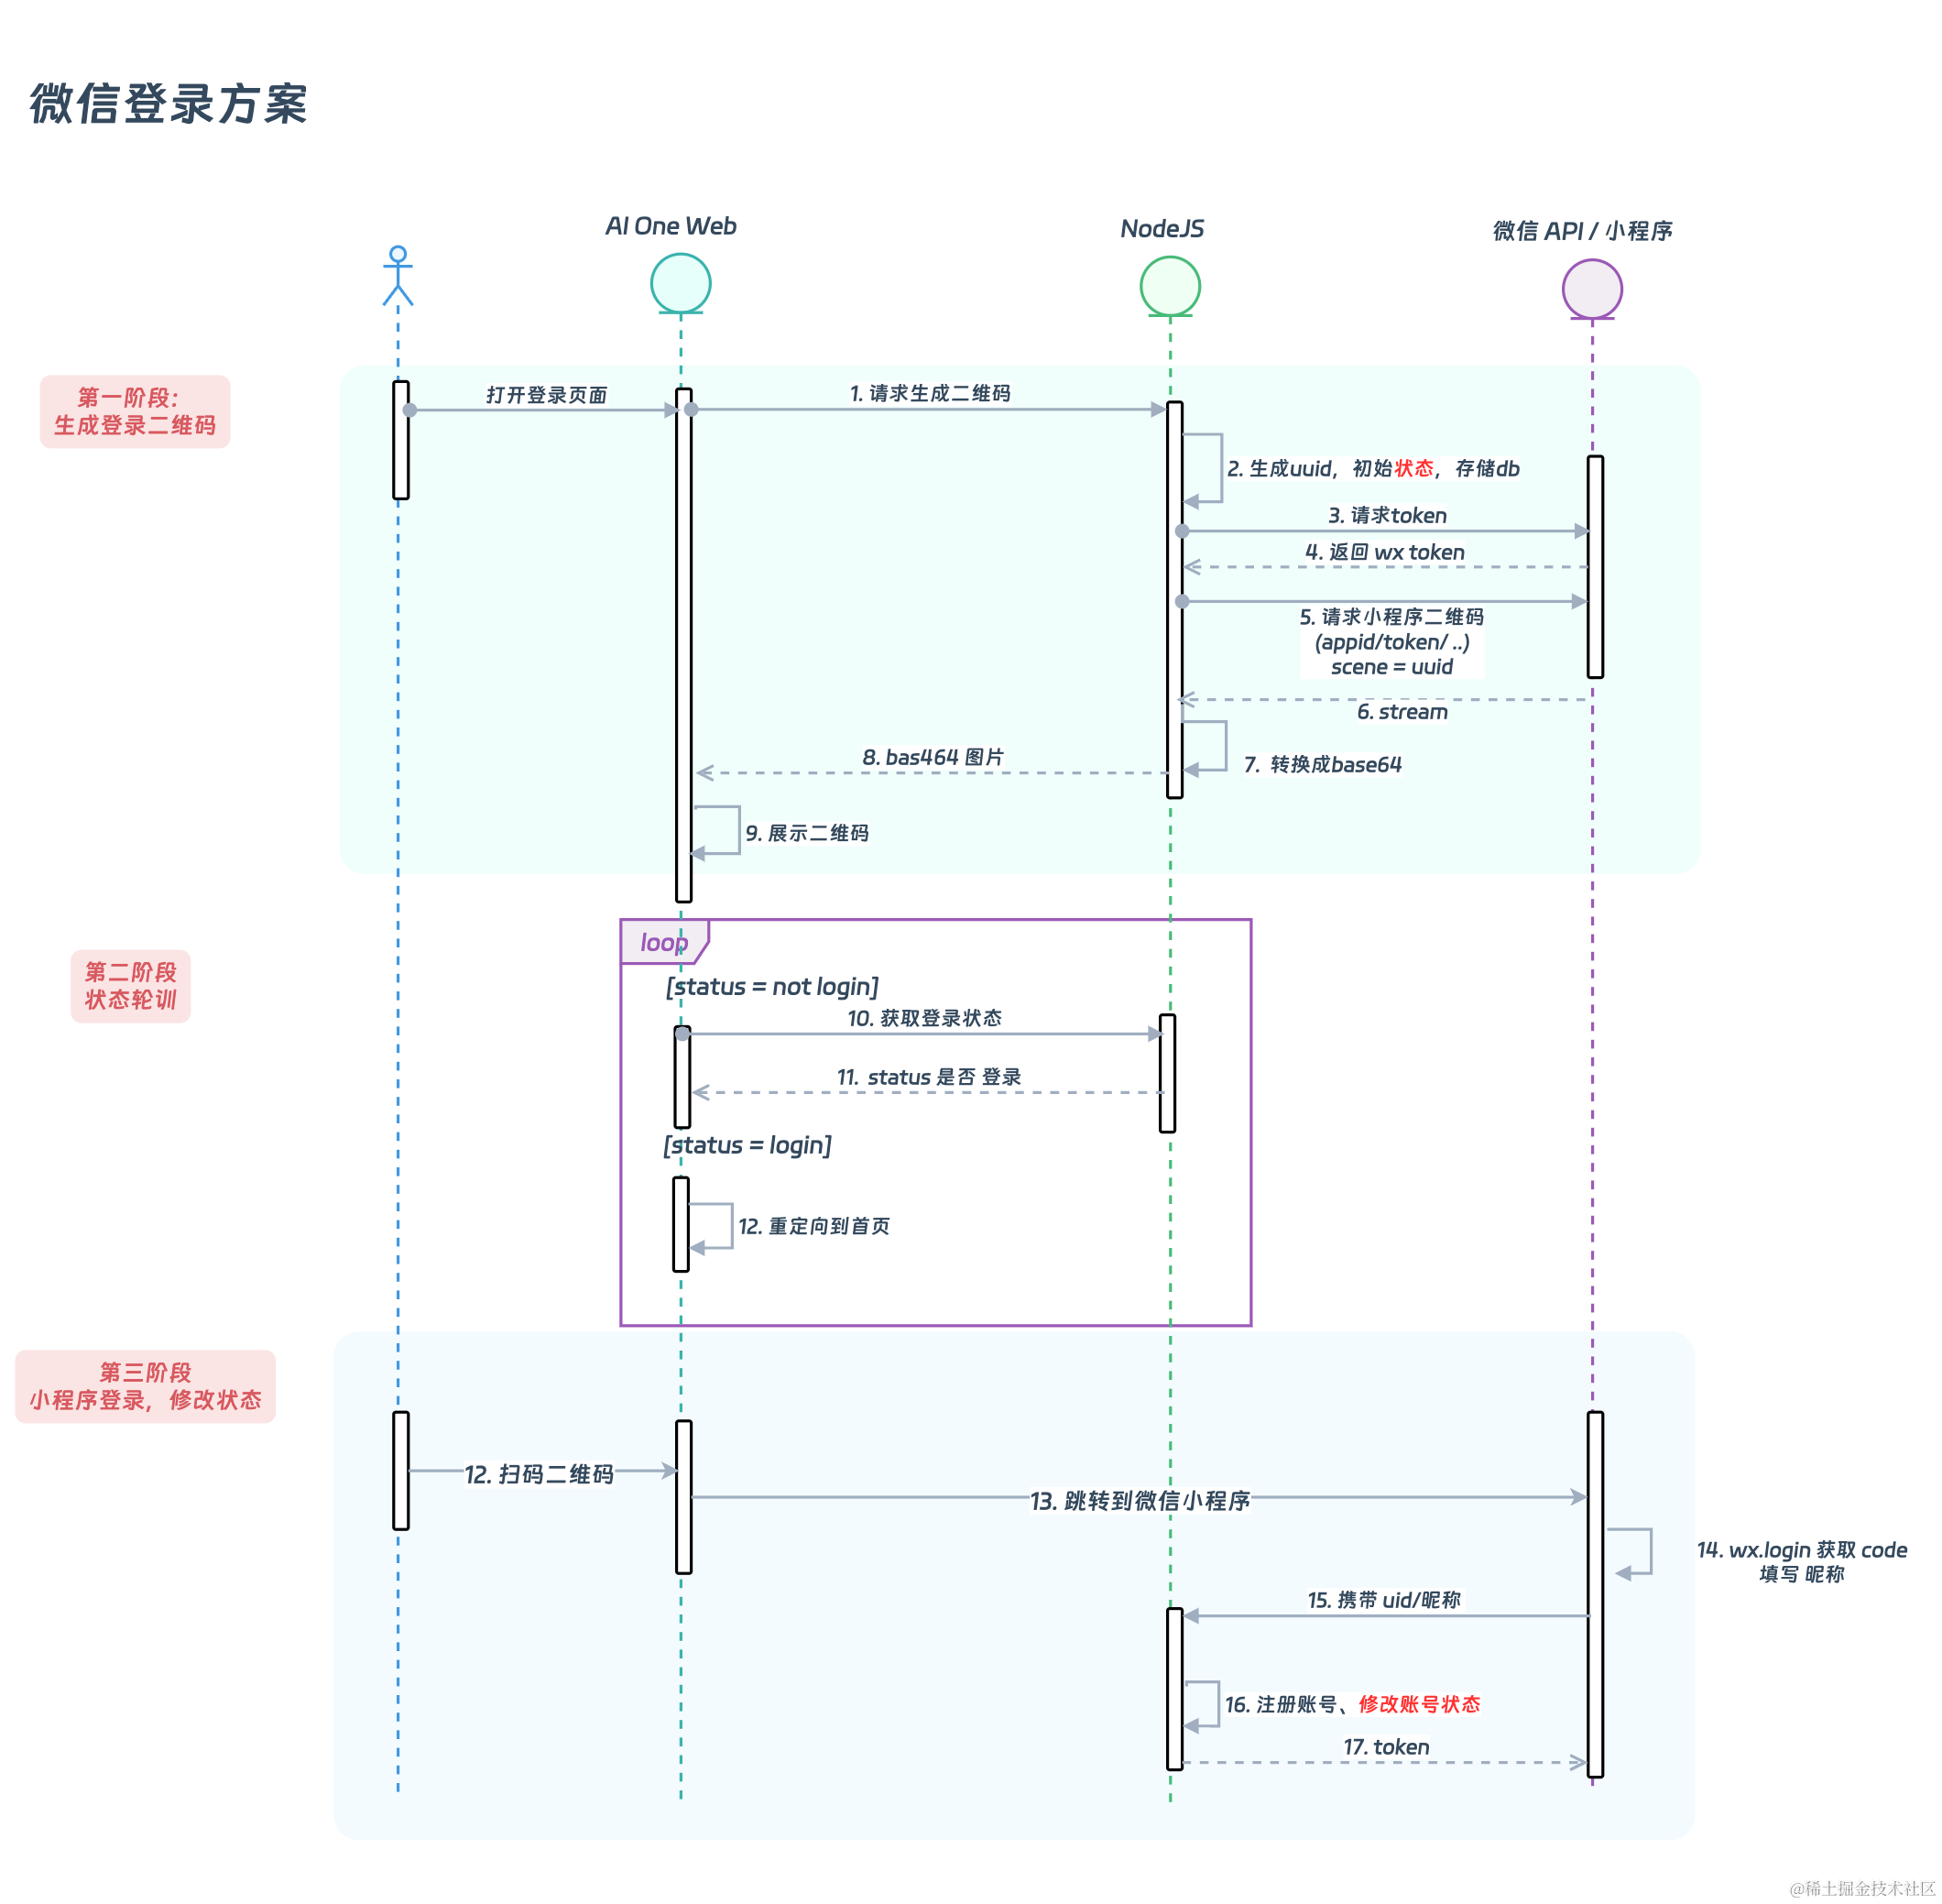 微信登录方案
AI One Web
NodeJS
微信 API / 小程序
第一阶段:
生成登录二维码
打开登录页面
1. 请求生成二维码
2. 生成uuid，初始状态，存储db
3. 请求token
4. 返回 wx token
5. 请求小程序二维码
(appid/token/ ..)
scene = uuid
6. stream
7. 转换成base64
8. bas464 图片
9. 展示二维码
第二阶段
状态轮训
loop
[status = not login]
10. 获取登录状态
11. status 是否 登录
[status = login]
12. 重定向到首页
第三阶段
小程序登录，修改状态
12. 扫码二维码
13. 跳转到微信小程序
14. wx.login 获取 code
填写 昵称
15. 携带 uid/昵称
16. 注册账号、修改账号状态
17. token
@稀土掘金技术社区